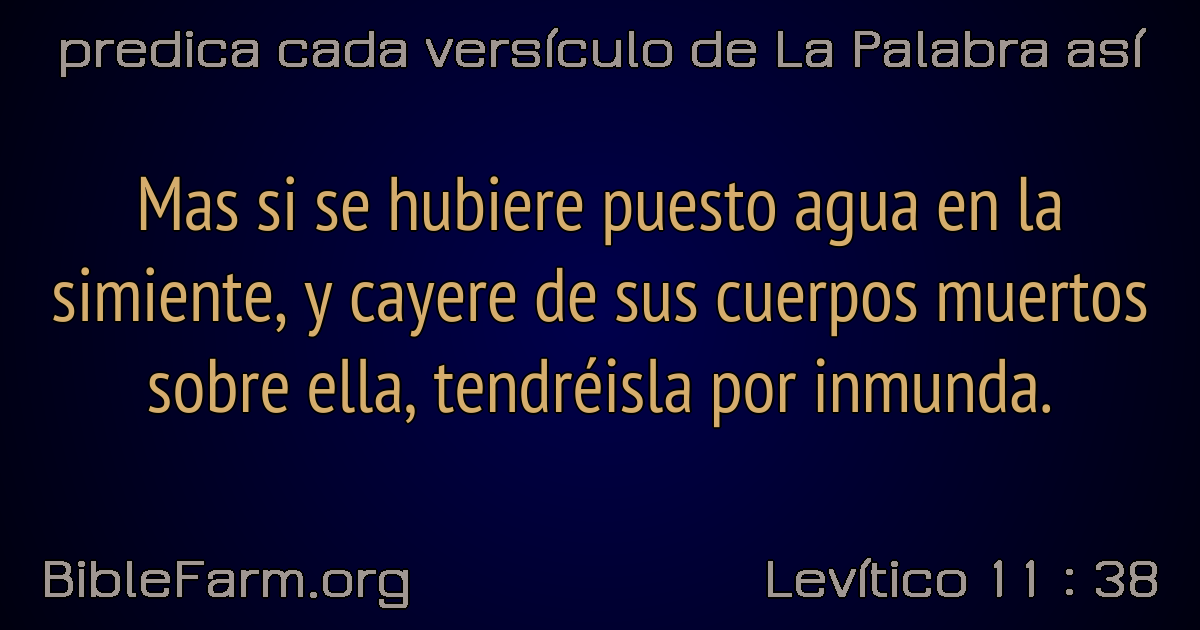 predica cada versículo de La Palabra así
Mas si se hubiere puesto agua en la
simiente, y cayere de sus cuerpos muertos
sobre ella, tendréisla por inmunda.
BibleFarm.org
Levítico 11 : 38